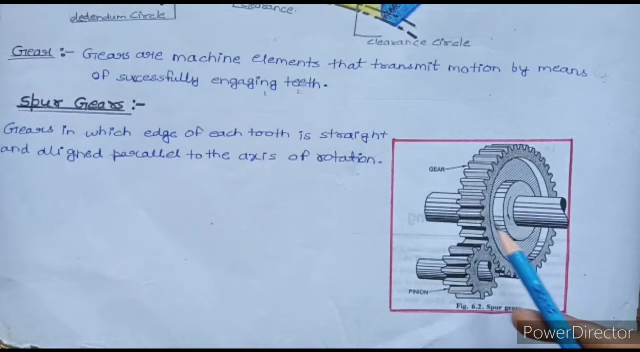 dedendum Circle
Clearance.
clearance circle
Gear :- Gears are machine elements that transmit motion by means
of sucessfully engaging teeth.
Spur Gears :-
Gears in which edge of each tooth is straight
and aligned parallel to the axis of rotation.
GEAR
PINION
Fig. 6.2. Spur
PowerDirector